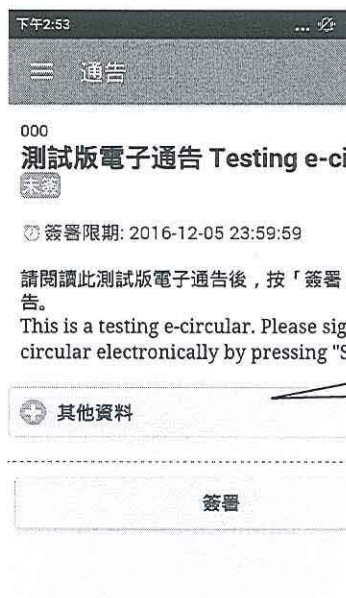 下午2:53 ...
通告
000
測試版電子通告 Testing e-ci
未簽
簽署限期: 2016-12-05 23:59:59
請閱讀此測試版電子通告後，按「簽署
告。
This is a testing e-circular. Please sig
circular electronically by pressing "S
其他資料
簽署